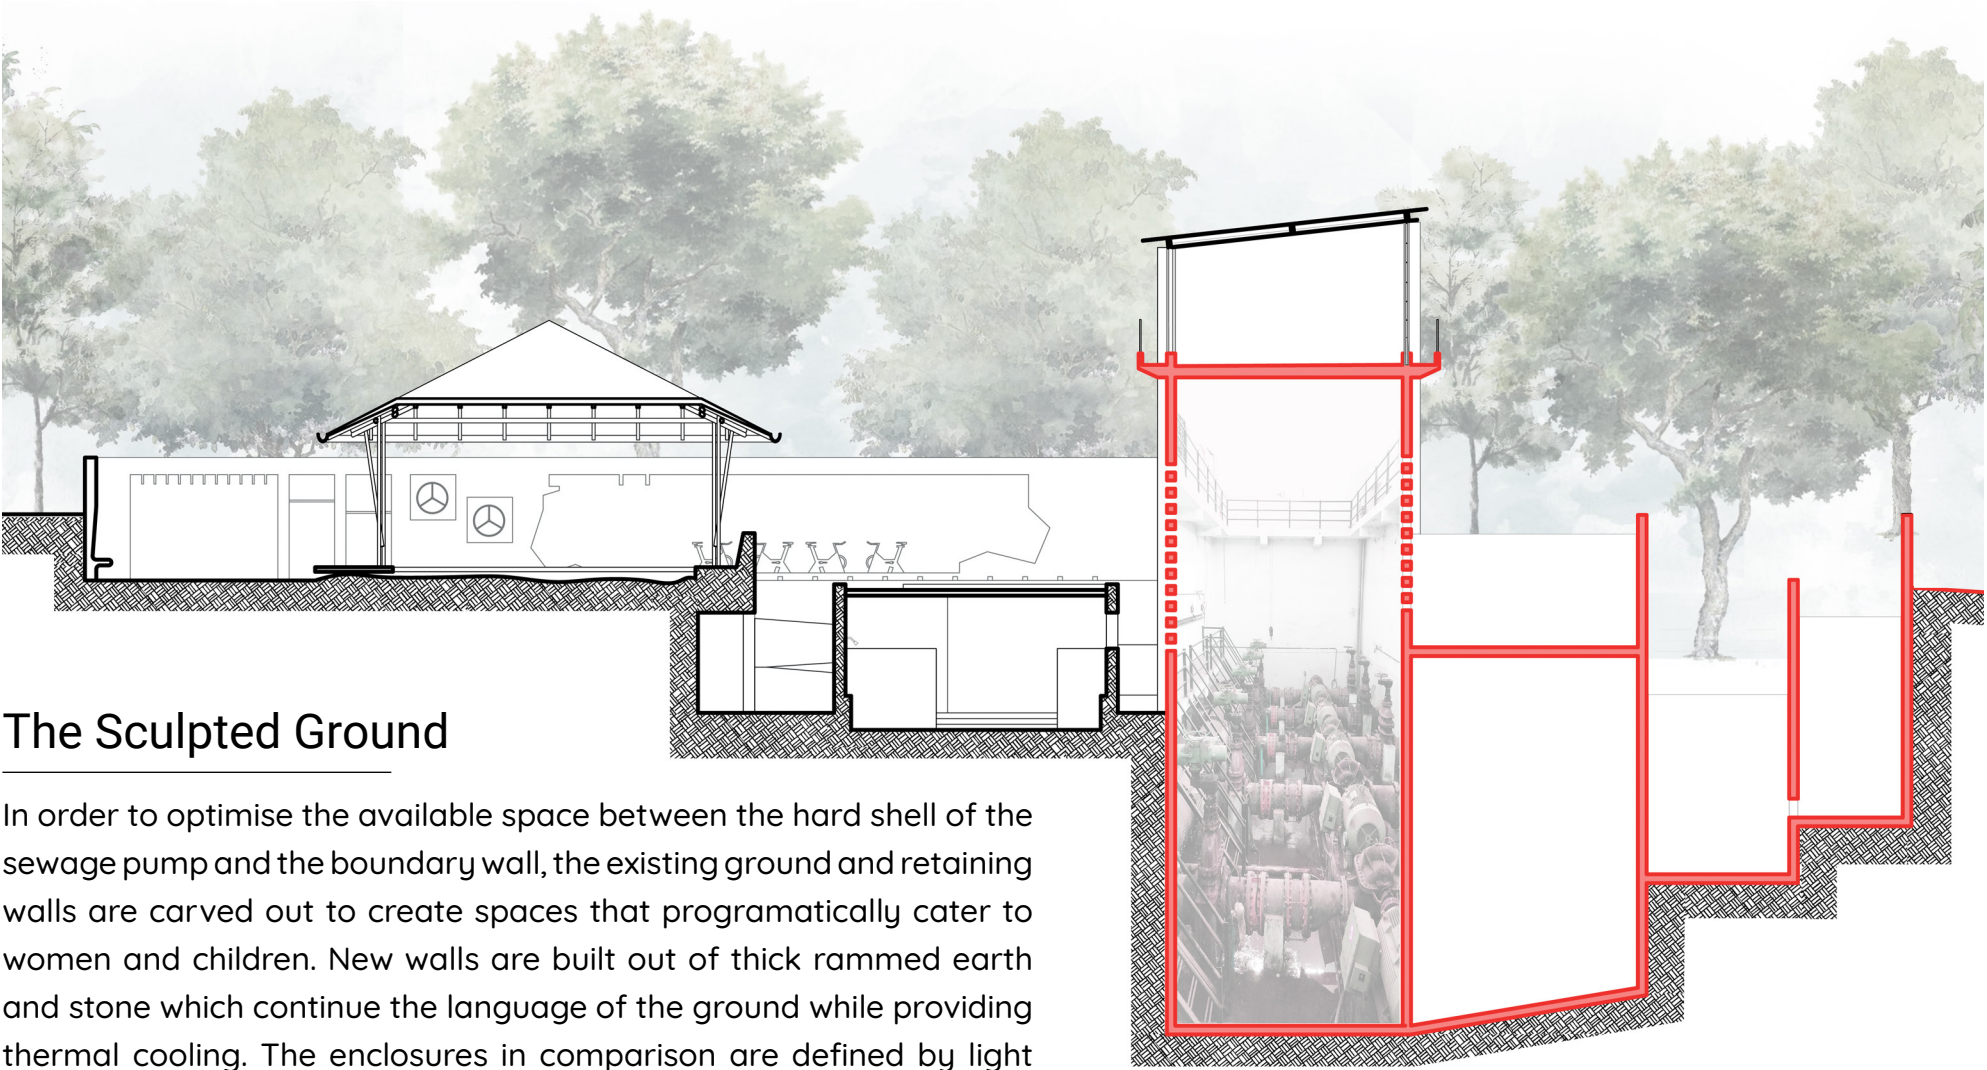 The Sculpted Ground
In order to optimise the available space between the hard shell of the
sewage pump and the boundary wall, the existing ground and retaining
walls are carved out to create spaces that programatically cater to
women and children. New walls are built out of thick rammed earth
and stone which continue the language of the ground while providing
thermal cooling. The enclosures in comparison are defined by light